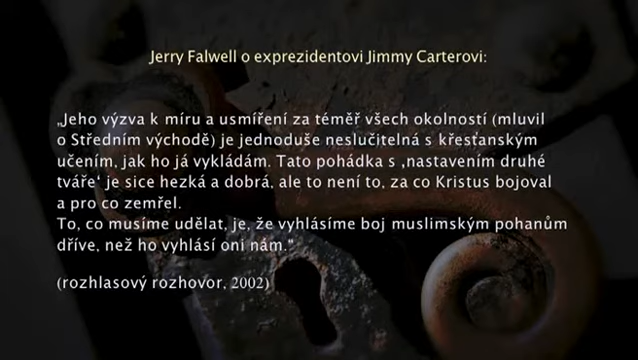 Jerry Falwell o exprezidentovi Jimmy Carterovi:
„Jeho výzva k míru a usmíření za téměř všech okolností (mluvil
o Středním východě) je jednoduše neslučitelná s křesťanským
učením, jak ho já vykládám. Tato pohádka s ‚nastavením druhé
tváře‘ je sice hezká a dobrá, ale to není to, za co Kristus bojoval
a pro co zemřel.
To, co musíme udělat, je, že vyhlásíme boj muslimským pohanům
dříve, než ho vyhlásí oni nám.“
(rozhlasový rozhovor, 2002)